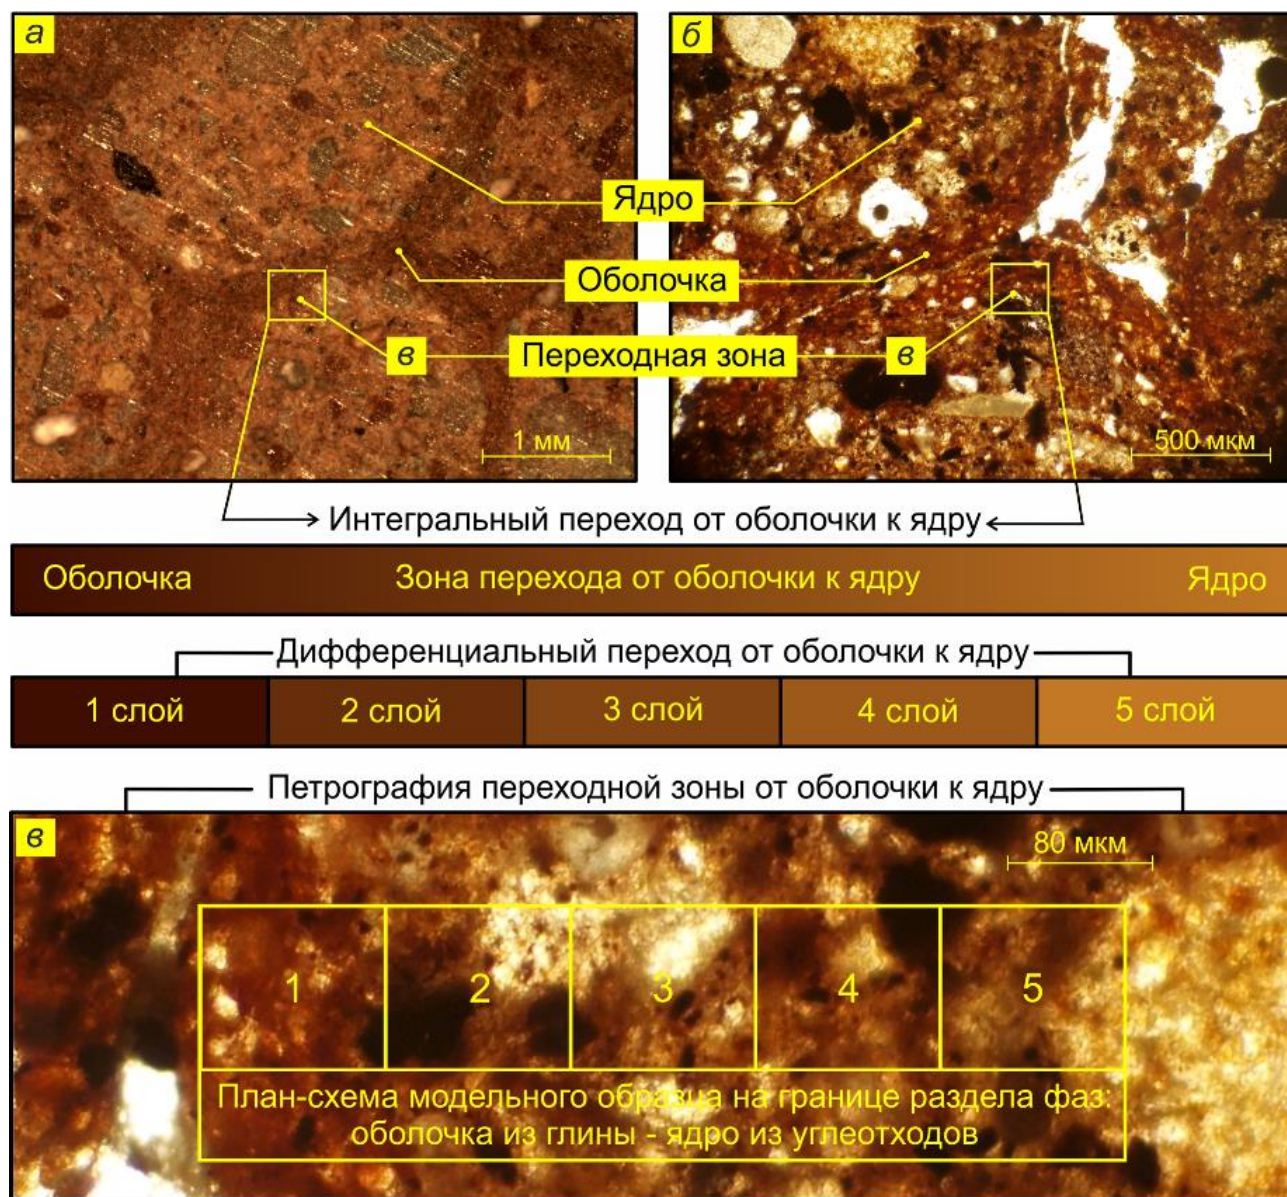 а
б
Ядро
Оболочка
в
Переходная зона
в
1 мм
500 мкм
Интегральный переход от оболочки к ядру
Оболочка
Зона перехода от оболочки к ядру
Ядро
Дифференциальный переход от оболочки к ядру
1 слой
2 слой
3 слой
4 слой
5 слой
Петрография переходной зоны от оболочки к ядру
в
80 мкм
1
2
3
4
5
План-схема модельного образца на границе раздела фаз:
оболочка из глины - ядро из углеотходов